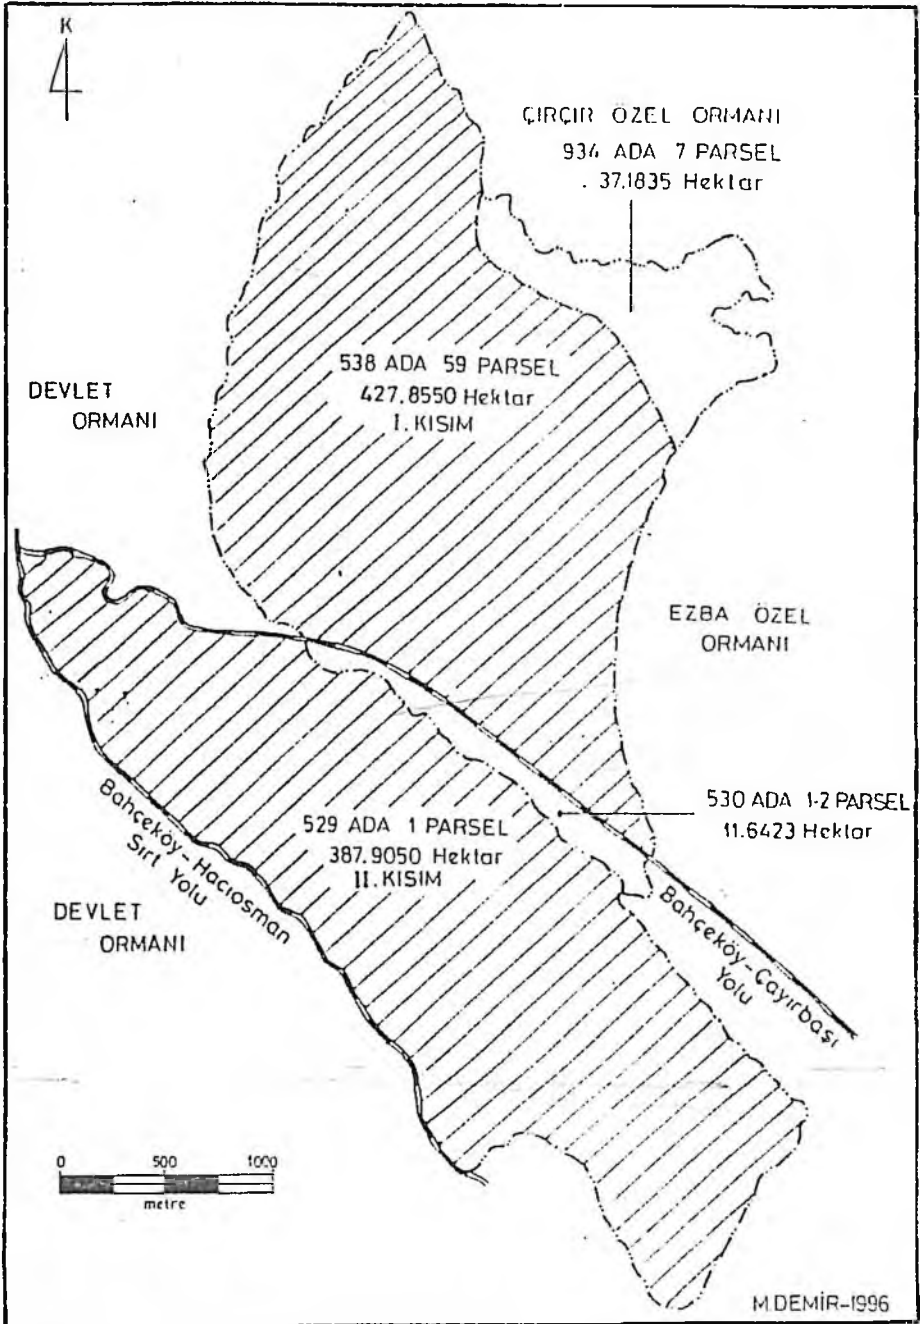 K
ÇIRÇIR ÖZEL ORMANI
934 ADA 7 PARSEL
37.1835 Hektar
538 ADA 59 PARSEL
427.8550 Hektar
I. KISIM
DEVLET
ORMANI
EZBA ÖZEL
ORMANI
530 ADA 1-2 PARSEL
11.6423 Hektar
529 ADA 1 PARSEL
387.9050 Hektar
II. KISIM
Bahçeköy-Hacıosman
Sırt
Yolu
DEVLET
ORMANI
Bahçeköy-Çayırbaşı
Yolu
0 500 1000
metre
M.DEMİR-1996